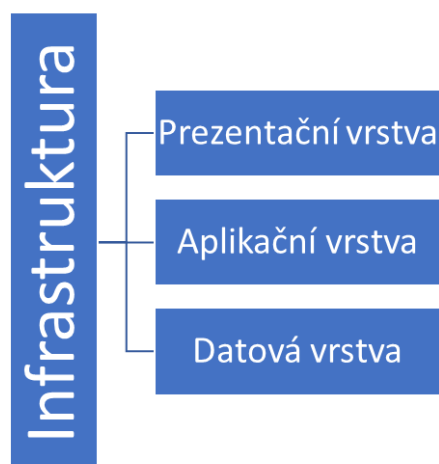 Infrastruktura
Prezentační vrstva
Aplikační vrstva
Datová vrstva